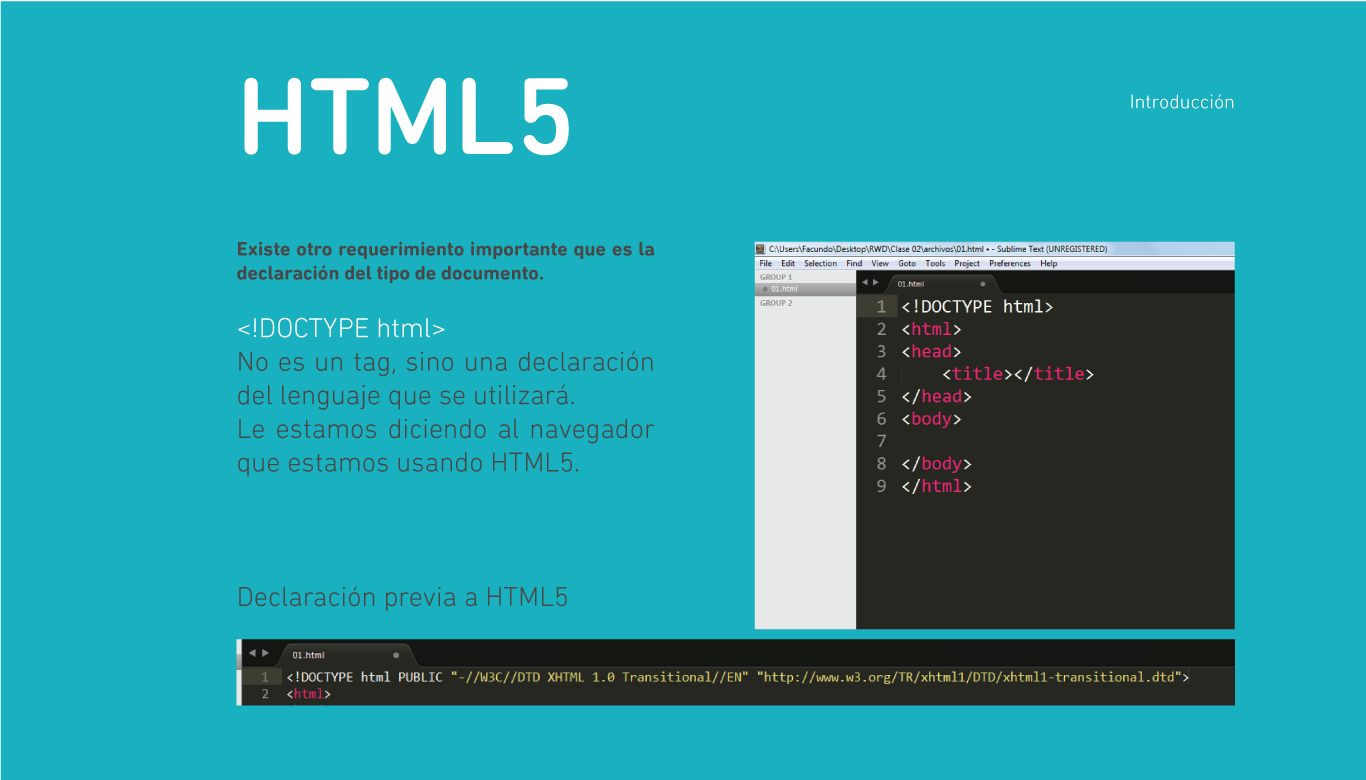 HTML5
Introducción
Existe otro requerimiento importante que es la
declaración del tipo de documento.
<!DOCTYPE html>
No es un tag, sino una declaración
del lenguaje que se utilizará.
Le estamos diciendo al navegador
que estamos usando HTML5.
C:\Users\Facundo\Desktop\RWD\Clase 02\archivos\01.html • - Sublime Text (UNREGISTERED)
File Edit Selection Find View Goto Tools Project Preferences Help
GROUP 1
01.html
GROUP 2
01.html
1 <!DOCTYPE html>
2 <html>
3 <head>
4 <title></title>
5 </head>
6 <body>
7
8 </body>
9 </html>
Declaración previa a HTML5
01.html
1 <!DOCTYPE html PUBLIC "-//W3C//DTD XHTML 1.0 Transitional//EN" "http://www.w3.org/TR/xhtml1/DTD/xhtml1-transitional.dtd">
2 <html>